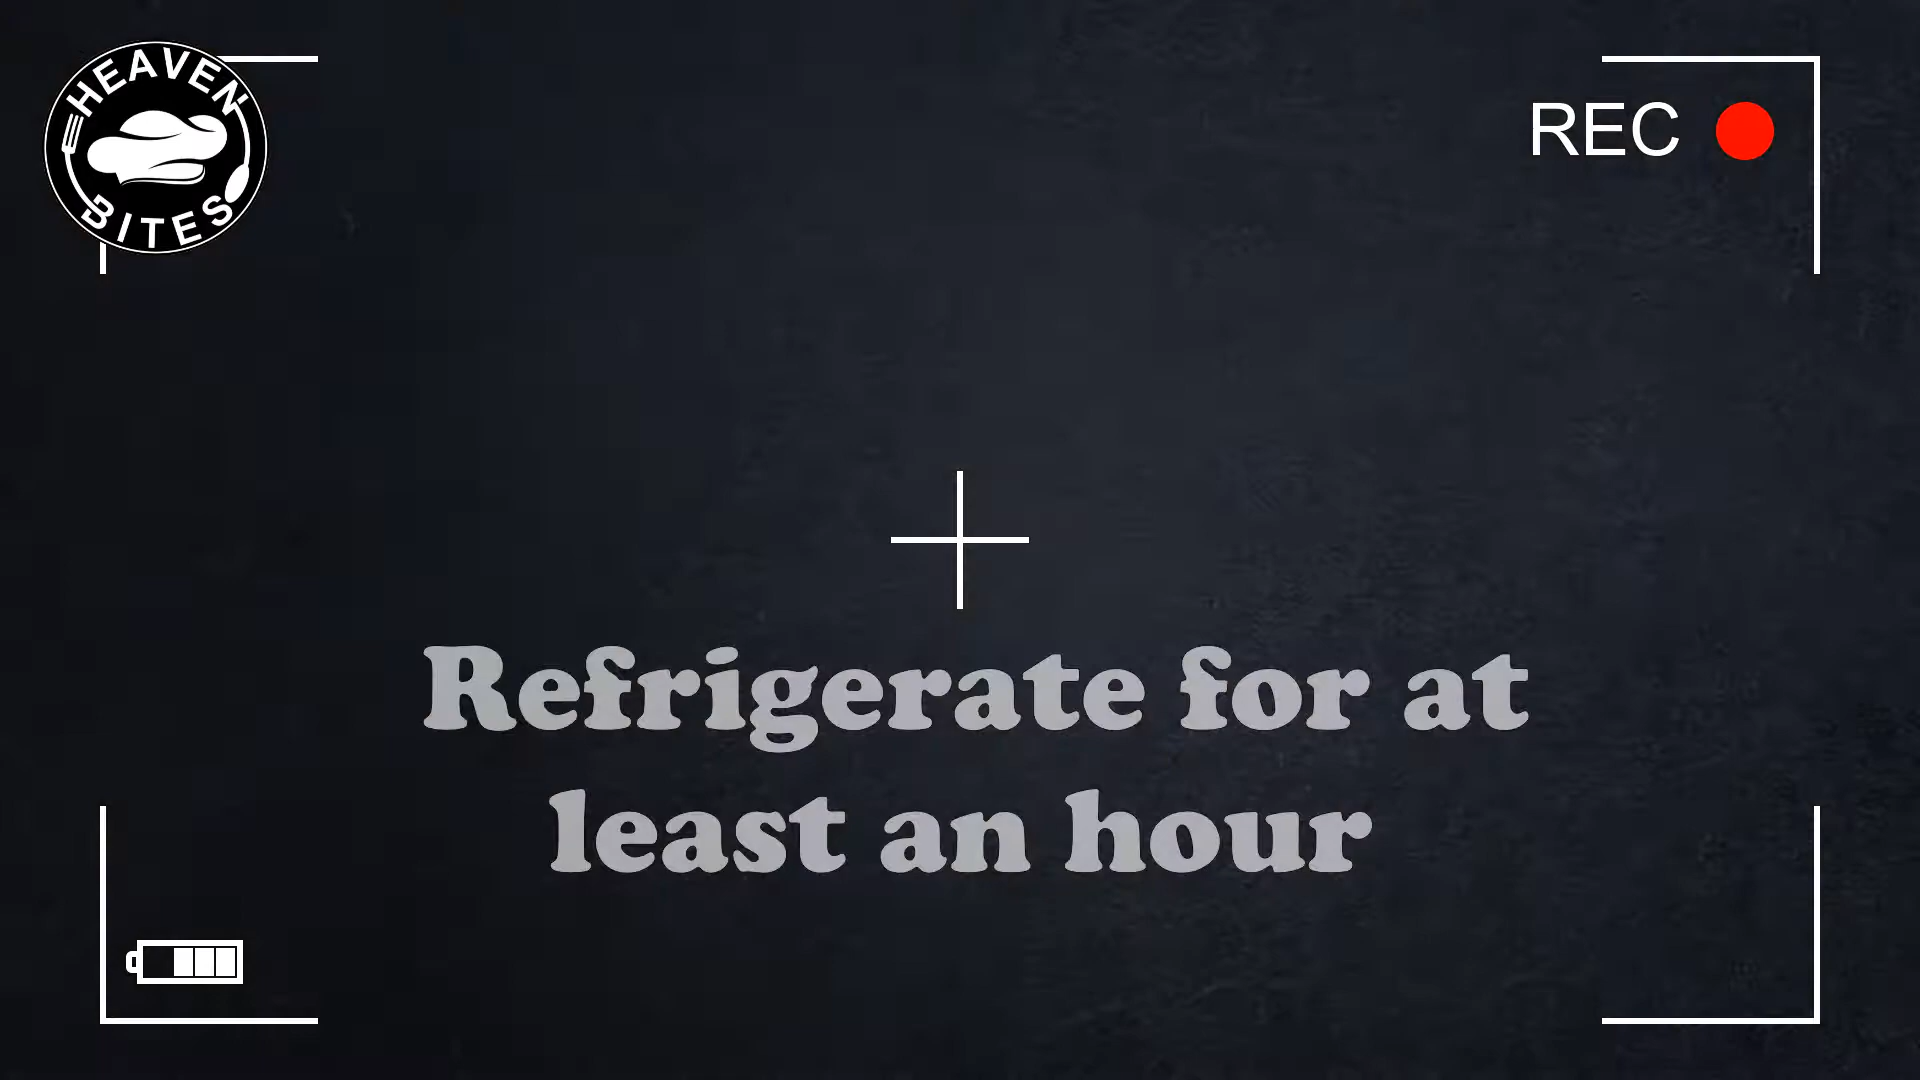 HEAVEN
BITES
REC
Refrigerate for at
least an hour